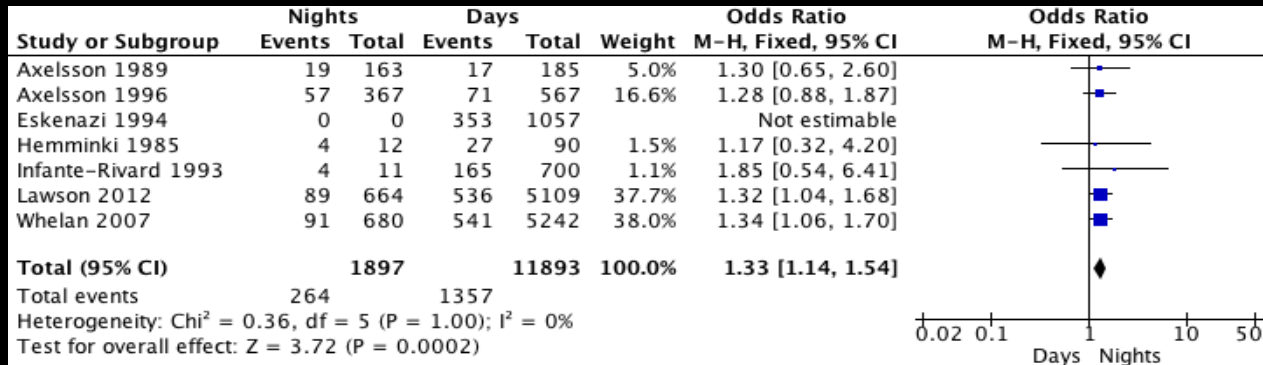 Nights Days Odds Ratio Odds Ratio
Study or Subgroup Events Total Events Total Weight M-H, Fixed, 95% CI M-H, Fixed, 95% CI
Axelsson 1989 19 163 17 185 5.0% 1.30 [0.65, 2.60]
Axelsson 1996 57 367 71 567 16.6% 1.28 [0.88, 1.87]
Eskenazi 1994 0 0 353 1057 Not estimable
Hemminki 1985 4 12 27 90 1.5% 1.17 [0.32, 4.20]
Infante-Rivard 1993 4 11 165 700 1.1% 1.85 [0.54, 6.41]
Lawson 2012 89 664 536 5109 37.7% 1.32 [1.04, 1.68]
Whelan 2007 91 680 541 5242 38.0% 1.34 [1.06, 1.70]
Total (95% CI) 1897 11893 100.0% 1.33 [1.14, 1.54]
Total events 264 1357
Heterogeneity: Chi² = 0.36, df = 5 (P = 1.00); I² = 0%
Test for overall effect: Z = 3.72 (P = 0.0002)
0.02 0.1 1 10 50
Days Nights